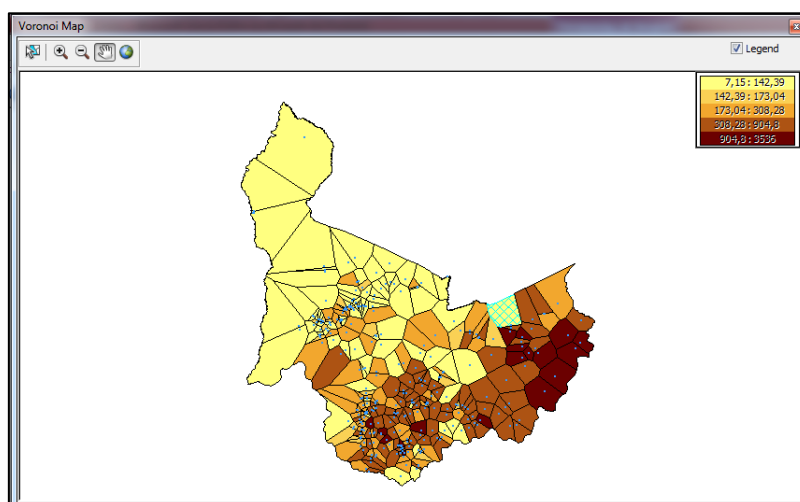 Voronoi Map
Legend
7,15 : 142,39
142,39 : 173,04
173,04 : 308,28
308,28 : 904,8
904,8 : 3536